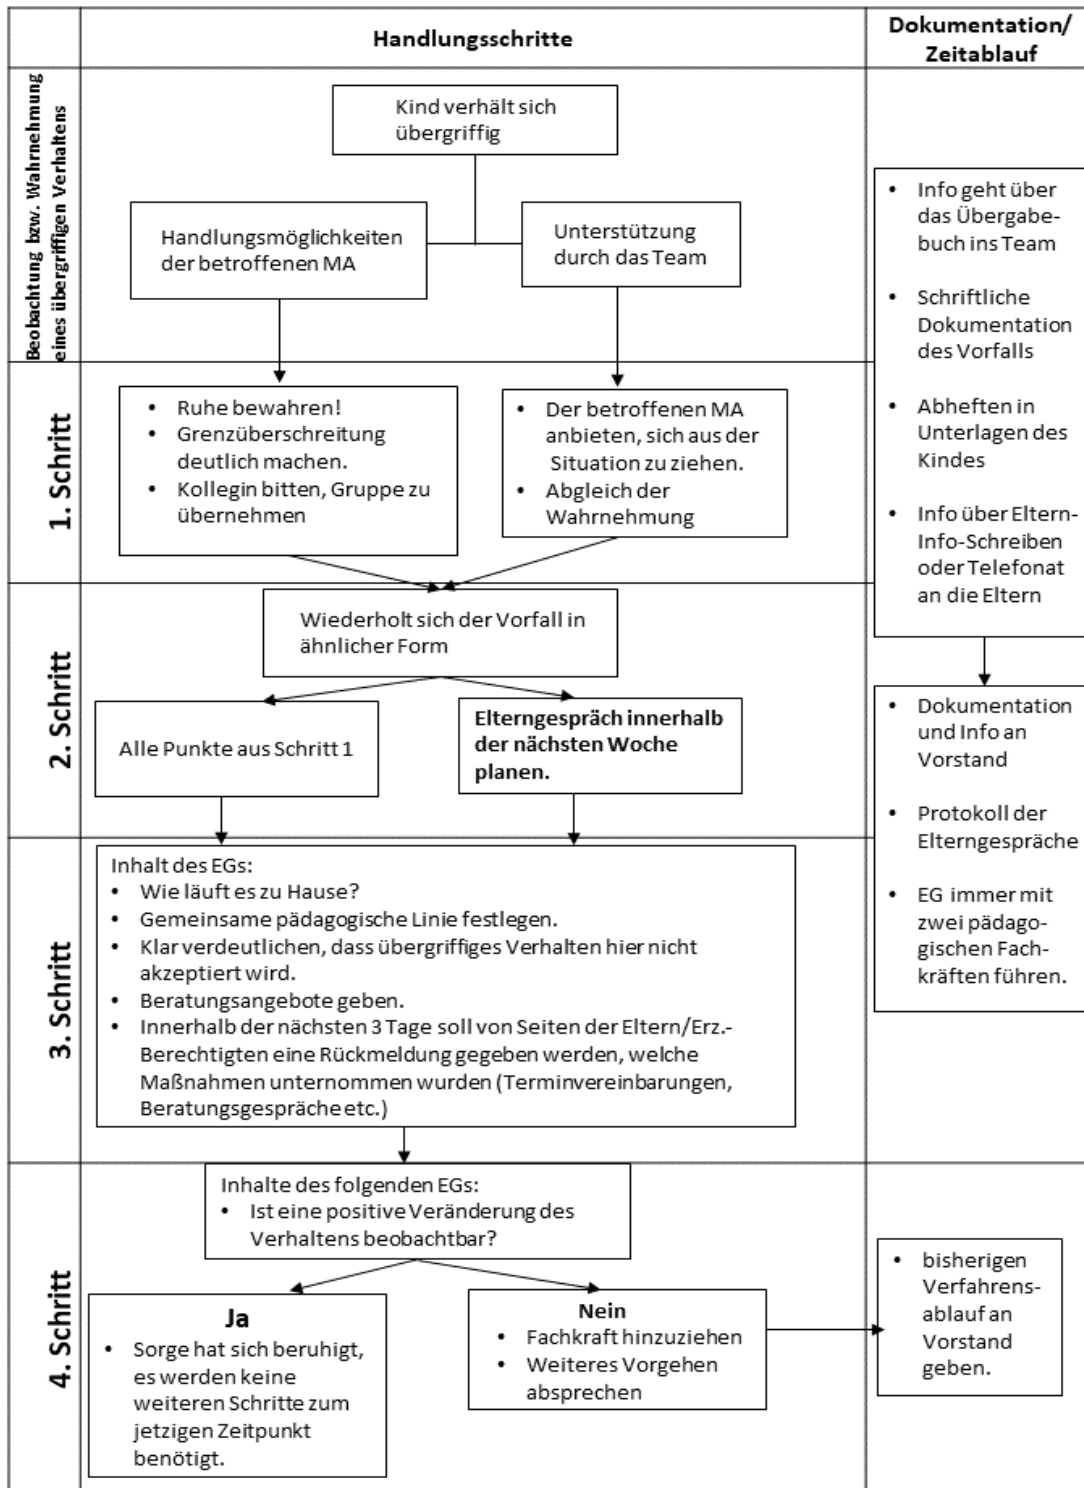 Handlungsschritte
Dokumentation/
Zeitablauf
Beobachtung bzw. Wahrnehmung
eines übergriffigen Verhaltens
Kind verhält sich
übergriffig
Handlungsmöglichkeiten
der betroffenen MA
Unterstützung
durch das Team
• Info geht über
das Übergabe-
buch ins Team
• Schriftliche
Dokumentation
des Vorfalls
• Abheften in
Unterlagen des
Kindes
• Info über Eltern-
Info-Schreiben
oder Telefonat
an die Eltern
1. Schritt
• Ruhe bewahren!
• Grenzüberschreitung
deutlich machen.
• Kollegin bitten, Gruppe zu
übernehmen
• Der betroffenen MA
anbieten, sich aus der
Situation zu ziehen.
• Abgleich der
Wahrnehmung
2. Schritt
Wiederholt sich der Vorfall in
ähnlicher Form
Alle Punkte aus Schritt 1
Elterngespräch innerhalb
der nächsten Woche
planen.
• Dokumentation
und Info an
Vorstand
• Protokoll der
Elterngespräche
• EG immer mit
zwei pädago-
gischen Fach-
kräften führen.
3. Schritt
Inhalt des EGs:
• Wie läuft es zu Hause?
• Gemeinsame pädagogische Linie festlegen.
• Klar verdeutlichen, dass übergriffiges Verhalten hier nicht
akzeptiert wird.
• Beratungsangebote geben.
• Innerhalb der nächsten 3 Tage soll von Seiten der Eltern/Erz.-
Berechtigten eine Rückmeldung gegeben werden, welche
Maßnahmen unternommen wurden (Terminvereinbarungen,
Beratungsgespräche etc.)
4. Schritt
Inhalte des folgenden EGs:
• Ist eine positive Veränderung des
Verhaltens beobachtbar?
Ja
• Sorge hat sich beruhigt,
es werden keine
weiteren Schritte zum
jetzigen Zeitpunkt
benötigt.
Nein
• Fachkraft hinzuziehen
• Weiteres Vorgehen
absprechen
• bisherigen
Verfahrens-
ablauf an
Vorstand
geben.